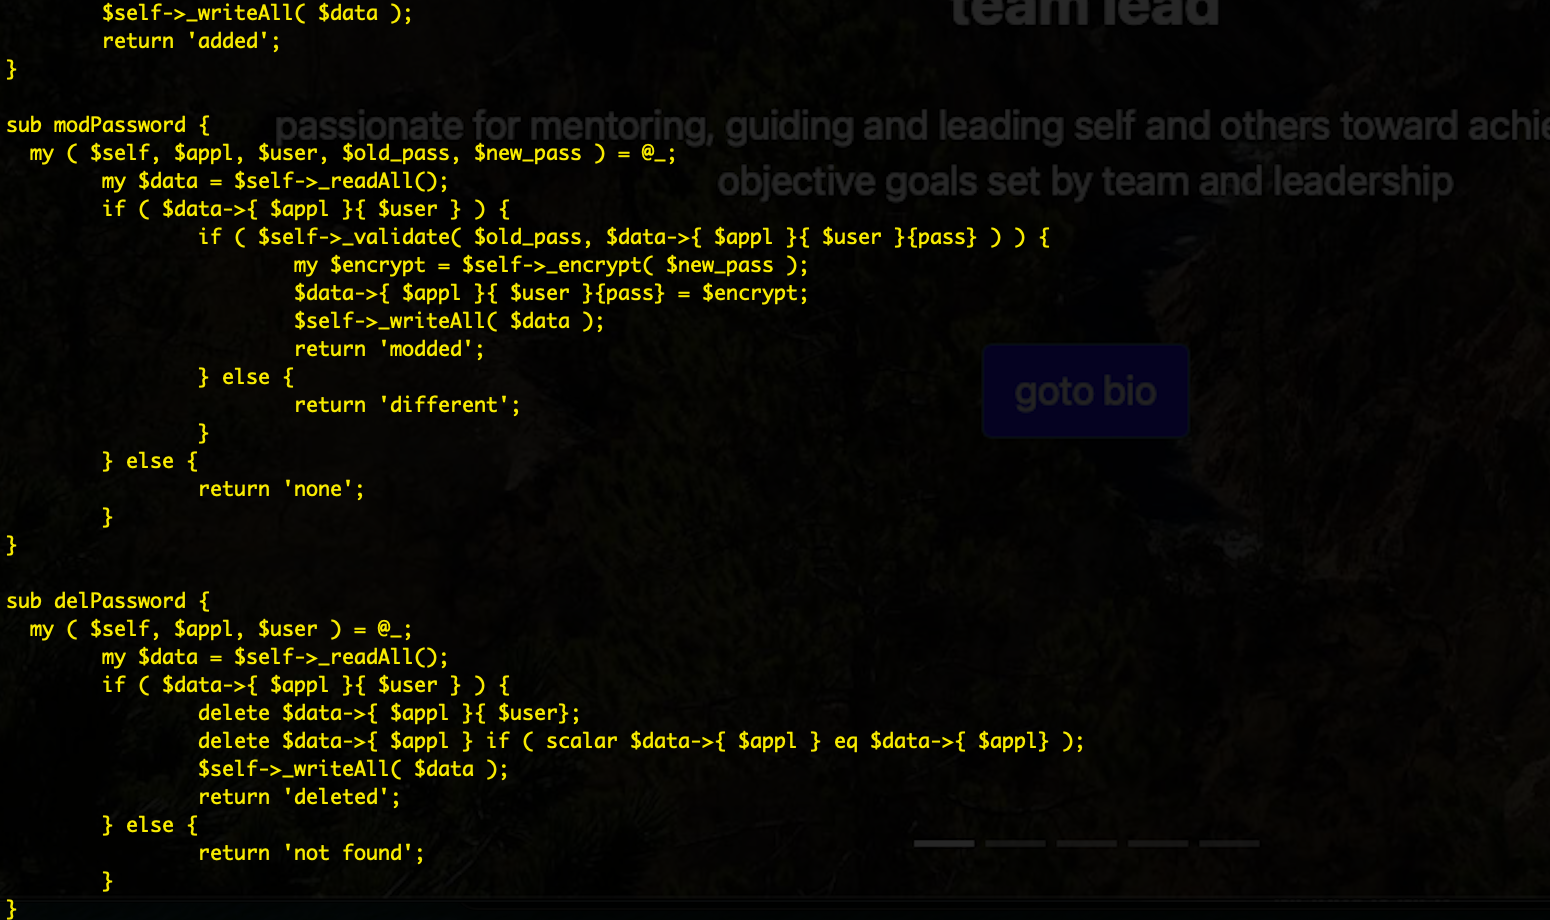 team lead
        $self->_writeAll( $data );
        return 'added';
}
sub modPassword {
passionate for mentoring, guiding and leading self and others toward
  my ( $self, $appl, $user, $old_pass, $new_pass ) = @_;
        my $data = $self->_readAll();
objective goals set by team and leadership
        if ( $data->{ $appl }{ $user } ) {
                if ( $self->_validate( $old_pass, $data->{ $appl }{ $user }{pass} ) ) {
                        my $encrypt = $self->_encrypt( $new_pass );
                        $data->{ $appl }{ $user }{pass} = $encrypt;
                        $self->_writeAll( $data );
                        return 'modded';
                } else {
goto bio
                        return 'different';
                }
        } else {
                return 'none';
        }
}
sub delPassword {
  my ( $self, $appl, $user ) = @_;
        my $data = $self->_readAll();
        if ( $data->{ $appl }{ $user } ) {
                delete $data->{ $appl }{ $user};
                delete $data->{ $appl } if ( scalar $data->{ $appl } eq $data->{ $appl} );
                $self->_writeAll( $data );
                return 'deleted';
        } else {
                return 'not found';
        }
}